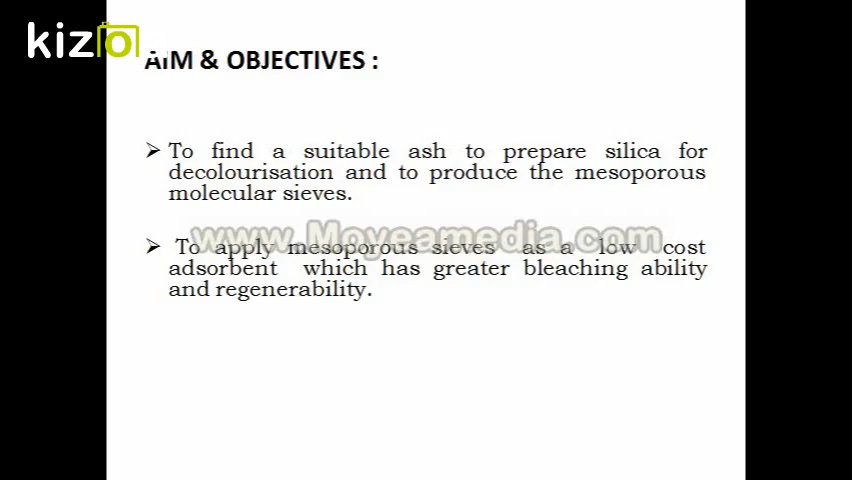 kizo
AIM & OBJECTIVES :
➢ To find a suitable ash to prepare silica for
decolourisation and to produce the mesoporous
molecular sieves.
www.Moyeamedia.com
➢ To apply mesoporous sieves as a low cost
adsorbent which has greater bleaching ability
and regenerability.